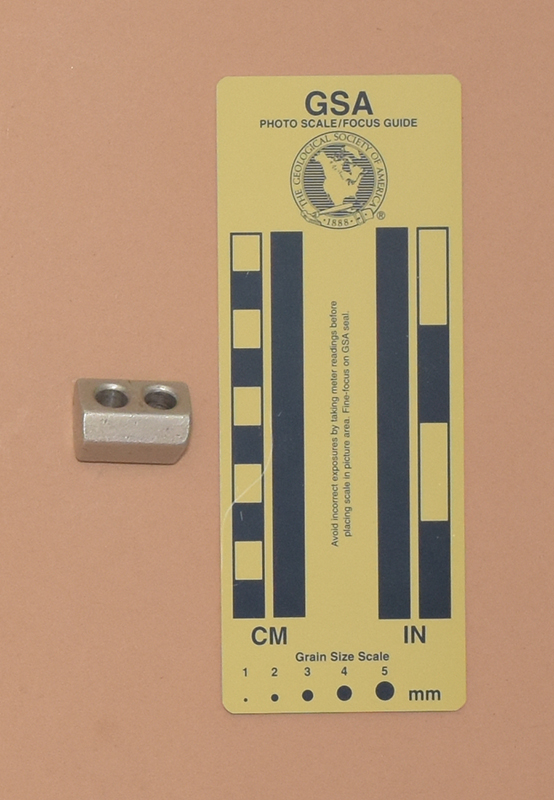 GSA
PHOTO SCALE/FOCUS GUIDE
THE GEOLOGICAL SOCIETY OF AMERICA
·1888·
®
Avoid incorrect exposures by taking meter readings before
placing scale in picture area. Fine-focus on GSA seal.
CM
IN
Grain Size Scale
1 2 3 4 5
mm